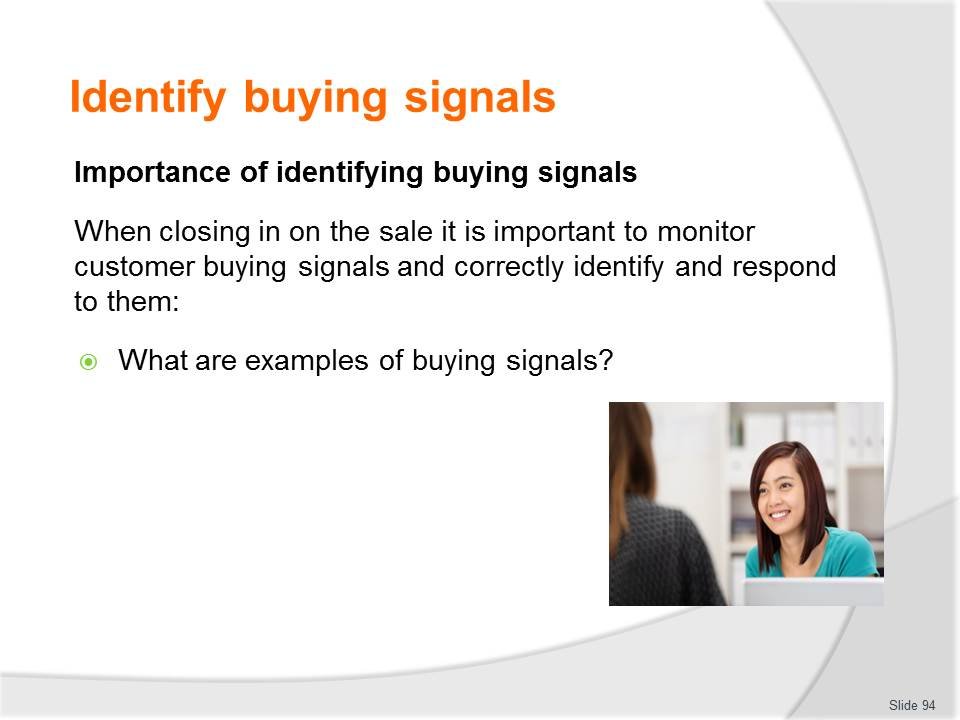 Identify buying signals
Importance of identifying buying signals
When closing in on the sale it is important to monitor
customer buying signals and correctly identify and respond
to them:
What are examples of buying signals?
Slide 94